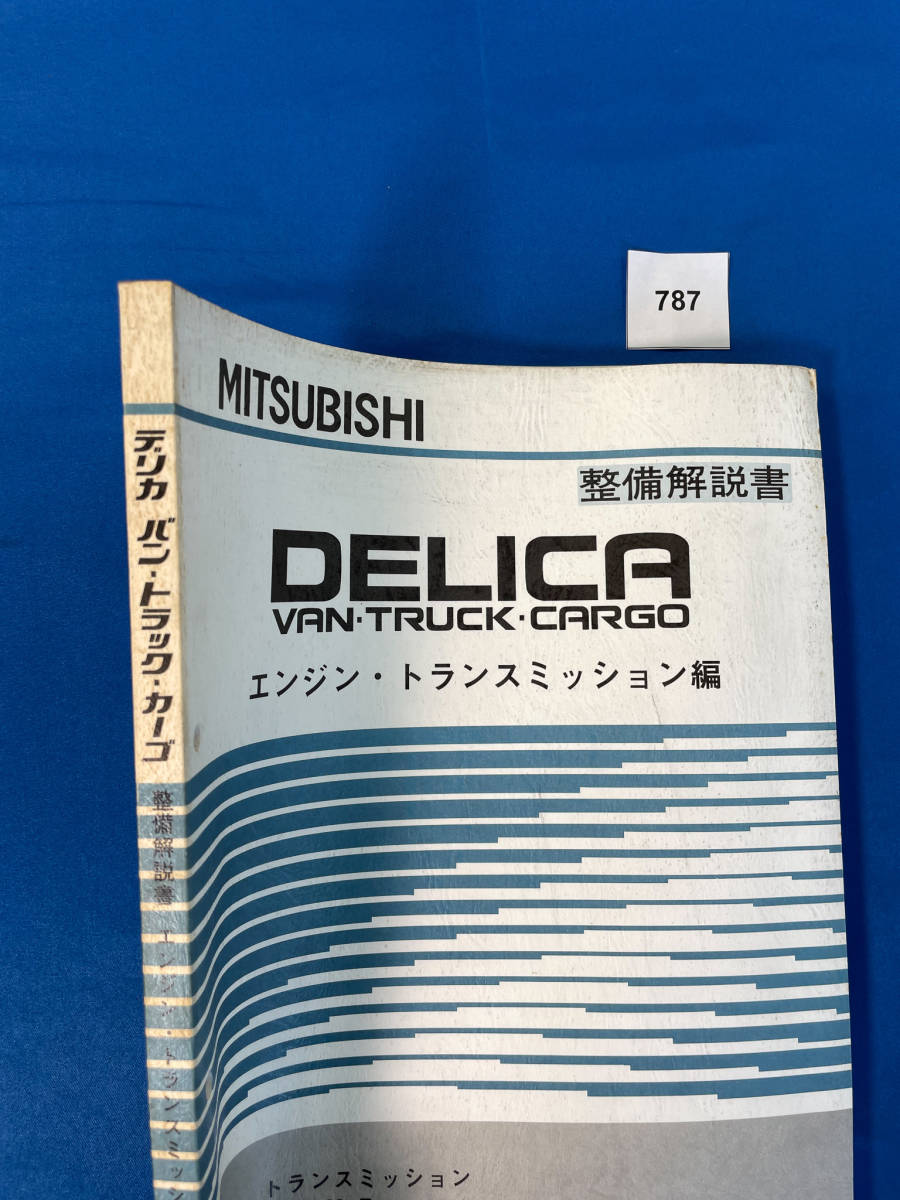 787
MITSUBISHI
整備解説書
DELICA
VAN・TRUCK・CARGO
エンジン・トランスミッション編
トランスミッション
デリカ バン・トラック・カーゴ
整備解説書 エンジン・トランスミッシ